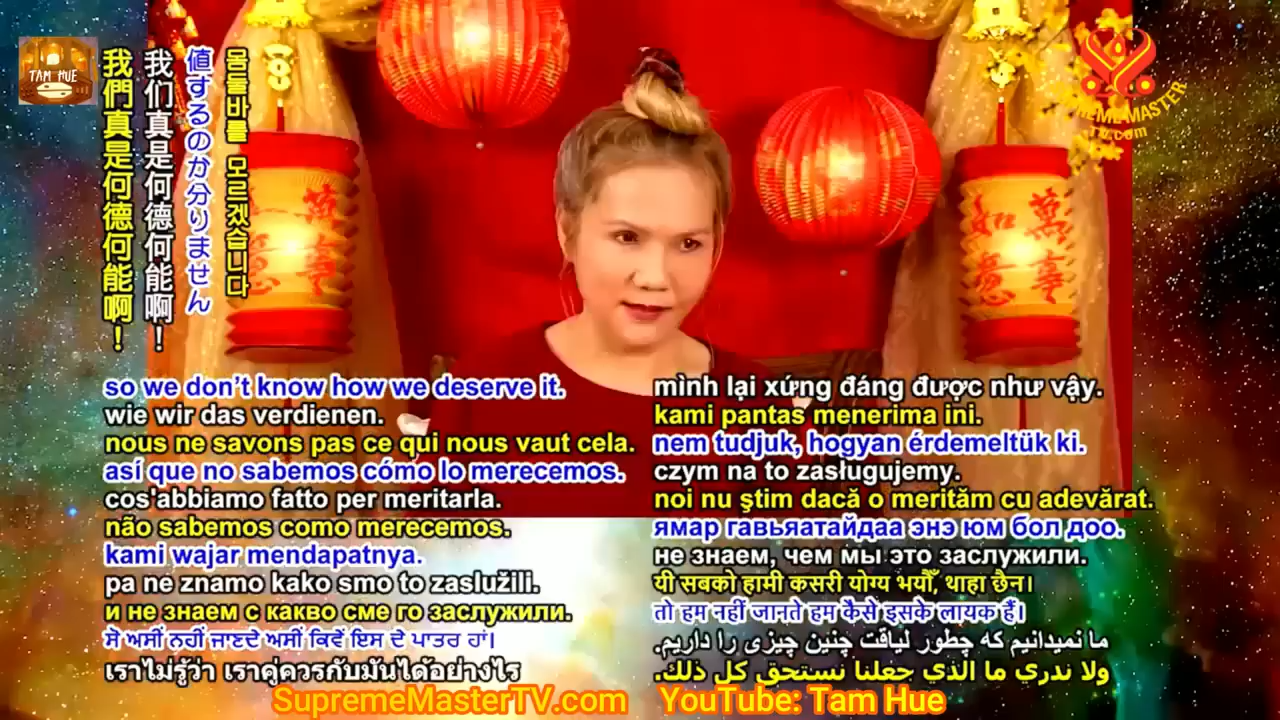 TAM HUE
SUPREME MASTER
TV.com
我們真是何德何能啊！
我们真是何德何能啊！
値するのか分りません
몸둘바를 모르겠습니다
萬事
如意
so we don’t know how we deserve it.
wie wir das verdienen.
nous ne savons pas ce qui nous vaut cela.
así que no sabemos cómo lo merecemos.
cos'abbiamo fatto per meritarla.
não sabemos como merecemos.
kami wajar mendapatnya.
pa ne znamo kako smo to zaslužili.
и не знаем с какво сме го заслужили.
ਸੋ ਅਸੀਂ ਨਹੀਂ ਜਾਣਦੇ ਅਸੀਂ ਕਿਵੇਂ ਇਸ ਦੇ ਪਾਤਰ ਹਾਂ।
เราไม่รู้ว่า เราคู่ควรกับมันได้อย่างไร
mình lại xứng đáng được như vậy.
kami pantas menerima ini.
nem tudjuk, hogyan érdemeltük ki.
czym na to zasługujemy.
noi nu ştim dacă o merităm cu adevărat.
ямар гавьяатайдаа энэ юм бол доо.
не знаем, чем мы это заслужили.
यी सबको हामी कसरी योग्य भयौँ, थाहा छैन।
तो हम नहीं जानते हम कैसे इसके लायक हैं।
ما نمیدانیم که چطور لیاقت چنین چیزی را داریم.
ولا ندري ما الذي جعلنا نستحق كل ذلك.
SupremeMasterTV.com YouTube: Tam Hue